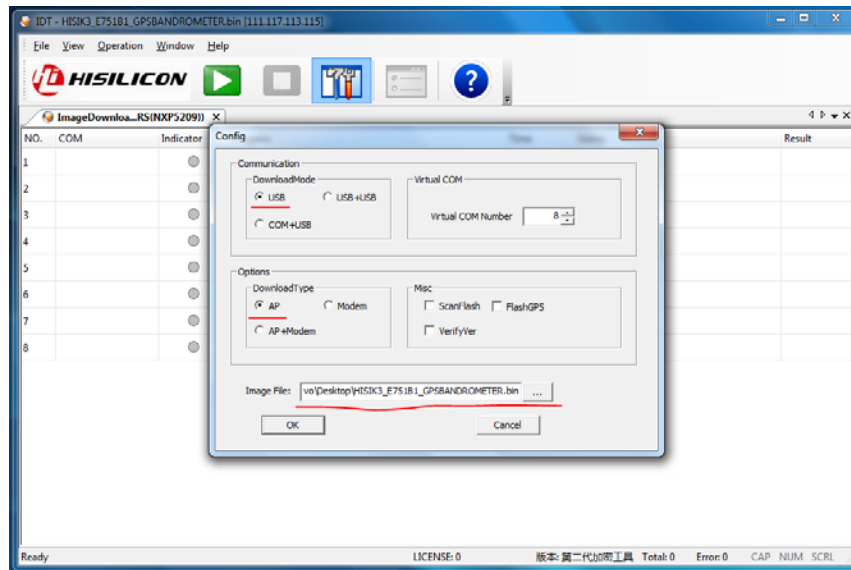 IDT - HISIK3_E751B1_GPSBANDROMETER.bin [111.117.113.115]
File View Operation Window Help
HISILICON
ImageDownloa...RS(NXP5209))
NO. COM Indicator Result
Config
Communication
DownloadMode
USB USB+USB
COM+USB
Virtual COM
Virtual COM Number 8
Options
DownloadType
AP Modem
AP+Modem
Misc
ScanFlash FlashGPS
VerifyVer
Image File: vo\Desktop\HISIK3_E751B1_GPSBANDROMETER.bin ...
OK Cancel
1
2
3
4
5
6
7
8
Ready LICENSE: 0 版本: 第二代加密工具 Total: 0 Error: 0 CAP NUM SCRL